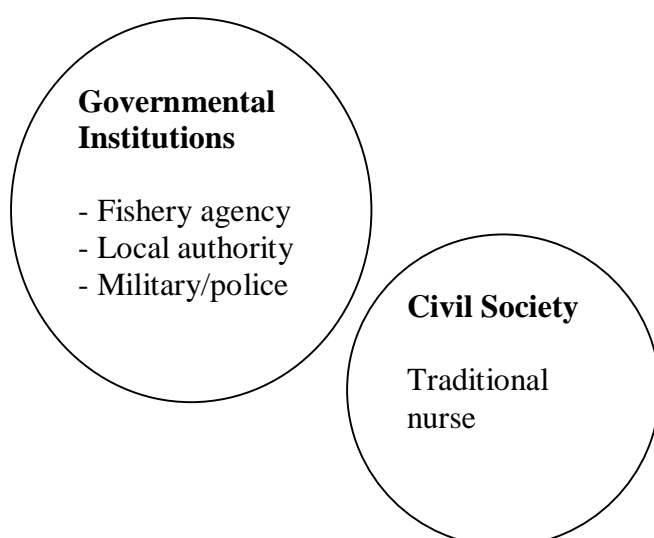 Governmental
Institutions
- Fishery agency
- Local authority
- Military/police
Civil Society
Traditional
nurse